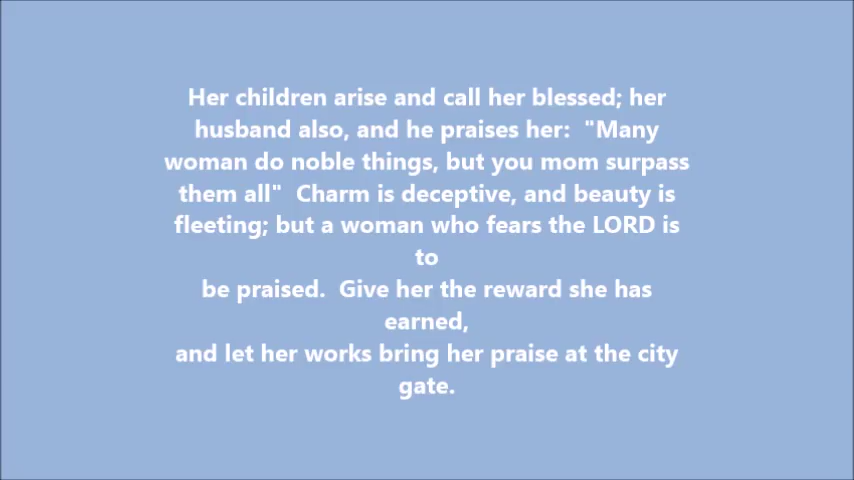 Her children arise and call her blessed; her
husband also, and he praises her:  "Many
woman do noble things, but you mom surpass
them all"  Charm is deceptive, and beauty is
fleeting; but a woman who fears the LORD is
to
be praised.  Give her the reward she has
earned,
and let her works bring her praise at the city
gate.